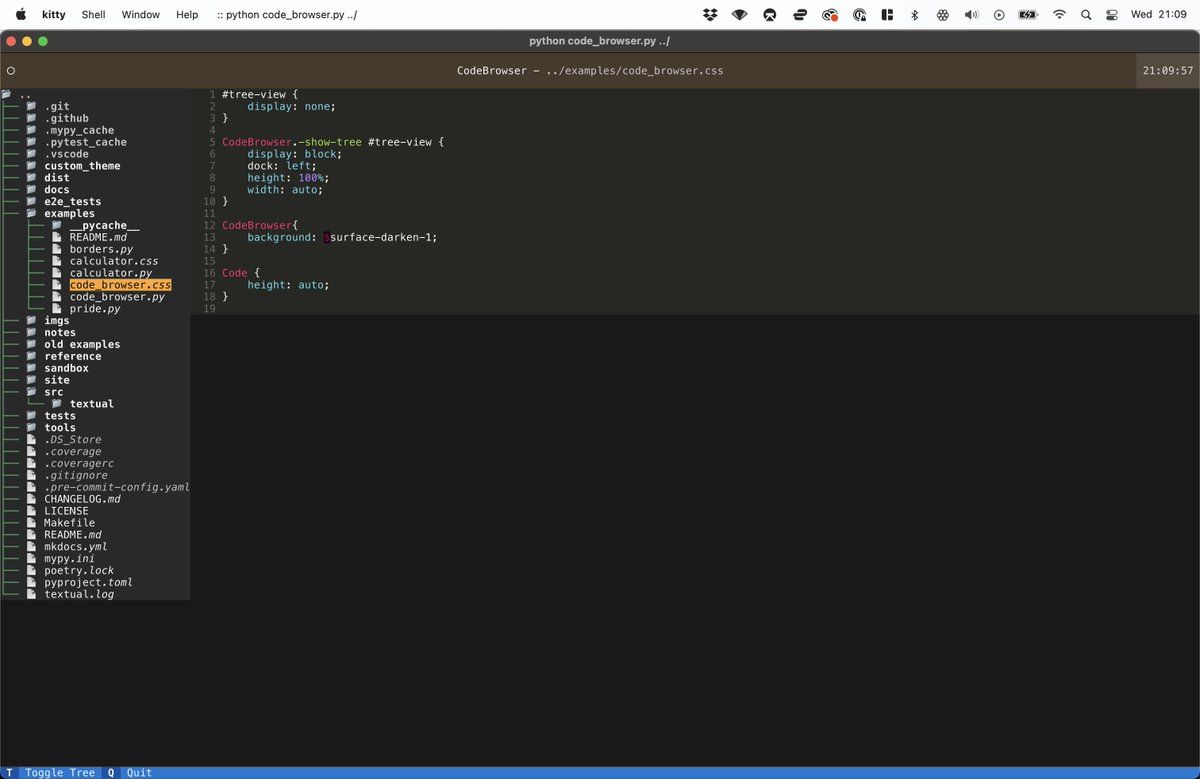 kitty Shell Window Help :: python code_browser.py ../ Wed 21:09
python code_browser.py ../
CodeBrowser — ../examples/code_browser.css 21:09:57
..
.git
.github
.mypy_cache
.pytest_cache
.vscode
custom_theme
dist
docs
e2e_tests
examples
__pycache__
README.md
borders.py
calculator.css
calculator.py
code_browser.css
code_browser.py
pride.py
imgs
notes
old examples
reference
sandbox
site
src
textual
tests
tools
.DS_Store
.coverage
.coveragerc
.gitignore
.pre-commit-config.yaml
CHANGELOG.md
LICENSE
Makefile
README.md
mkdocs.yml
mypy.ini
poetry.lock
pyproject.toml
textual.log
1 #tree-view {
2     display: none;
3 }
4
5 CodeBrowser.-show-tree #tree-view {
6     display: block;
7     dock: left;
8     height: 100%;
9     width: auto;
10 }
11
12 CodeBrowser{
13     background: $surface-darken-1;
14 }
15
16 Code {
17     height: auto;
18 }
19
T Toggle Tree Q Quit